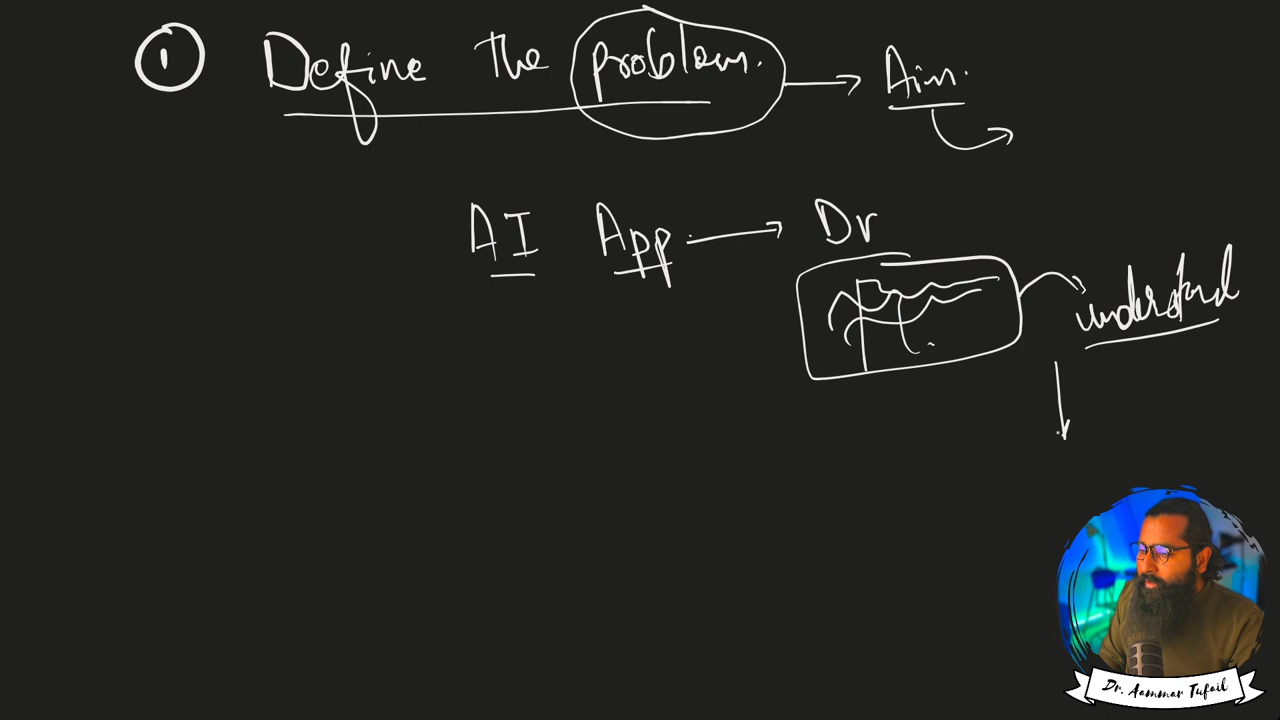 1 Define the problem. → Aim.
AI App → Dr
understand
Dr. Aammar Tufail